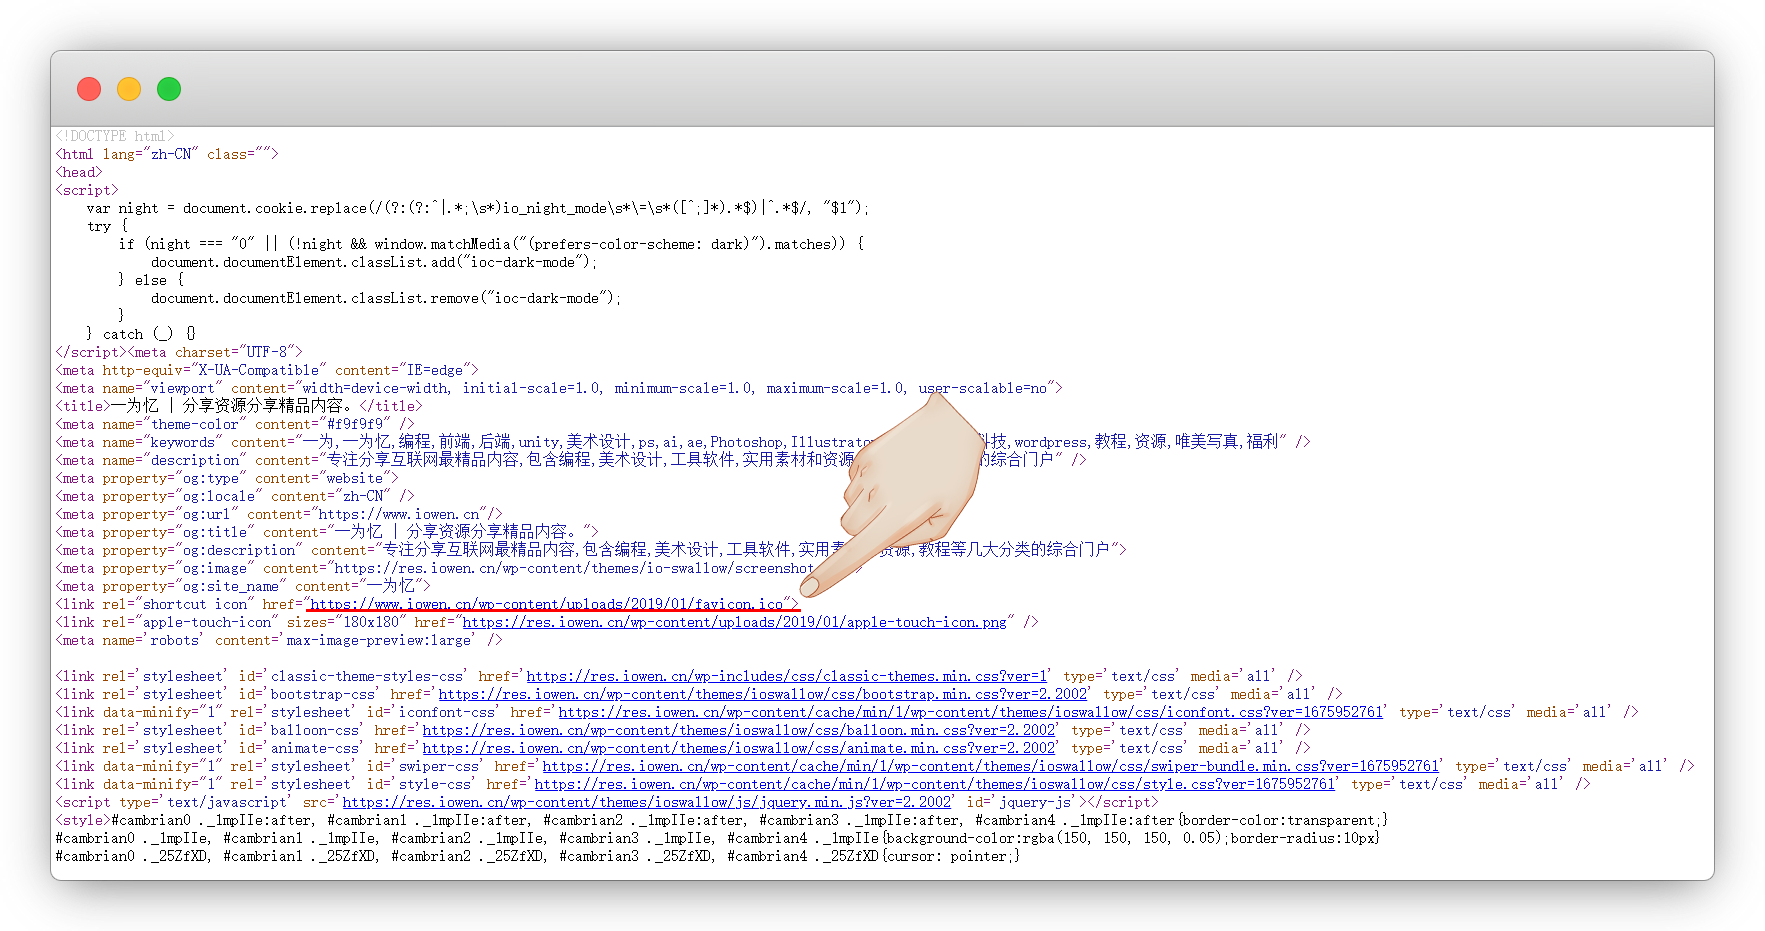 <!DOCTYPE html>
<html lang="zh-CN" class="">
<head>
<script>
var night = document.cookie.replace(/(?:(?:^|.*;\s*)io_night_mode\s*\=\s*([^;]*).*$)|^.*$/, "$1");
try {
if (night === "0" || (!night && window.matchMedia("(prefers-color-scheme: dark)").matches)) {
document.documentElement.classList.add("ioc-dark-mode");
} else {
document.documentElement.classList.remove("ioc-dark-mode");
}
} catch (_) {}
</script><meta charset="UTF-8">
<meta http-equiv="X-UA-Compatible" content="IE=edge">
<meta name="viewport" content="width=device-width, initial-scale=1.0, minimum-scale=1.0, maximum-scale=1.0, user-scalable=no">
<title>一为忆 | 分享资源分享精品内容。</title>
<meta name="theme-color" content="#f9f9f9" />
<meta name="keywords" content="一为,一为忆,编程,前端,后端,unity,美术设计,ps,ai,ae,Photoshop,Illustrator 科技,wordpress,教程,资源,唯美写真,福利" />
<meta name="description" content="专注分享互联网最精品内容,包含编程,美术设计,工具软件,实用素材和资源 的综合门户" />
<meta property="og:type" content="website">
<meta property="og:locale" content="zh-CN" />
<meta property="og:url" content="https://www.iowen.cn"/>
<meta property="og:title" content="一为忆 | 分享资源分享精品内容。">
<meta property="og:description" content="专注分享互联网最精品内容,包含编程,美术设计,工具软件,实用素 资源,教程等几大分类的综合门户">
<meta property="og:image" content="https://res.iowen.cn/wp-content/themes/io-swallow/screenshot >
<meta property="og:site_name" content="一为忆">
<link rel="shortcut icon" href="https://www.iowen.cn/wp-content/uploads/2019/01/favicon.ico">
<link rel="apple-touch-icon" sizes="180x180" href="https://res.iowen.cn/wp-content/uploads/2019/01/apple-touch-icon.png" />
<meta name='robots' content='max-image-preview:large' />
<link rel='stylesheet' id='classic-theme-styles-css' href='https://res.iowen.cn/wp-includes/css/classic-themes.min.css?ver=1' type='text/css' media='all' />
<link rel='stylesheet' id='bootstrap-css' href='https://res.iowen.cn/wp-content/themes/ioswallow/css/bootstrap.min.css?ver=2.2002' type='text/css' media='all' />
<link data-minify="1" rel='stylesheet' id='iconfont-css' href='https://res.iowen.cn/wp-content/cache/min/1/wp-content/themes/ioswallow/css/iconfont.css?ver=1675952761' type='text/css' media='all' />
<link rel='stylesheet' id='balloon-css' href='https://res.iowen.cn/wp-content/themes/ioswallow/css/balloon.min.css?ver=2.2002' type='text/css' media='all' />
<link rel='stylesheet' id='animate-css' href='https://res.iowen.cn/wp-content/themes/ioswallow/css/animate.min.css?ver=2.2002' type='text/css' media='all' />
<link data-minify="1" rel='stylesheet' id='swiper-css' href='https://res.iowen.cn/wp-content/cache/min/1/wp-content/themes/ioswallow/css/swiper-bundle.min.css?ver=1675952761' type='text/css' media='all' />
<link data-minify="1" rel='stylesheet' id='style-css' href='https://res.iowen.cn/wp-content/cache/min/1/wp-content/themes/ioswallow/css/style.css?ver=1675952761' type='text/css' media='all' />
<script type='text/javascript' src='https://res.iowen.cn/wp-content/themes/ioswallow/js/jquery.min.js?ver=2.2002' id='jquery-js'></script>
<style>#cambrian0 ._1mpIIe:after, #cambrian1 ._1mpIIe:after, #cambrian2 ._1mpIIe:after, #cambrian3 ._1mpIIe:after, #cambrian4 ._1mpIIe:after{border-color:transparent;}
#cambrian0 ._1mpIIe, #cambrian1 ._1mpIIe, #cambrian2 ._1mpIIe, #cambrian3 ._1mpIIe, #cambrian4 ._1mpIIe{background-color:rgba(150, 150, 150, 0.05);border-radius:10px}
#cambrian0 ._25ZfXD, #cambrian1 ._25ZfXD, #cambrian2 ._25ZfXD, #cambrian3 ._25ZfXD, #cambrian4 ._25ZfXD{cursor: pointer;}